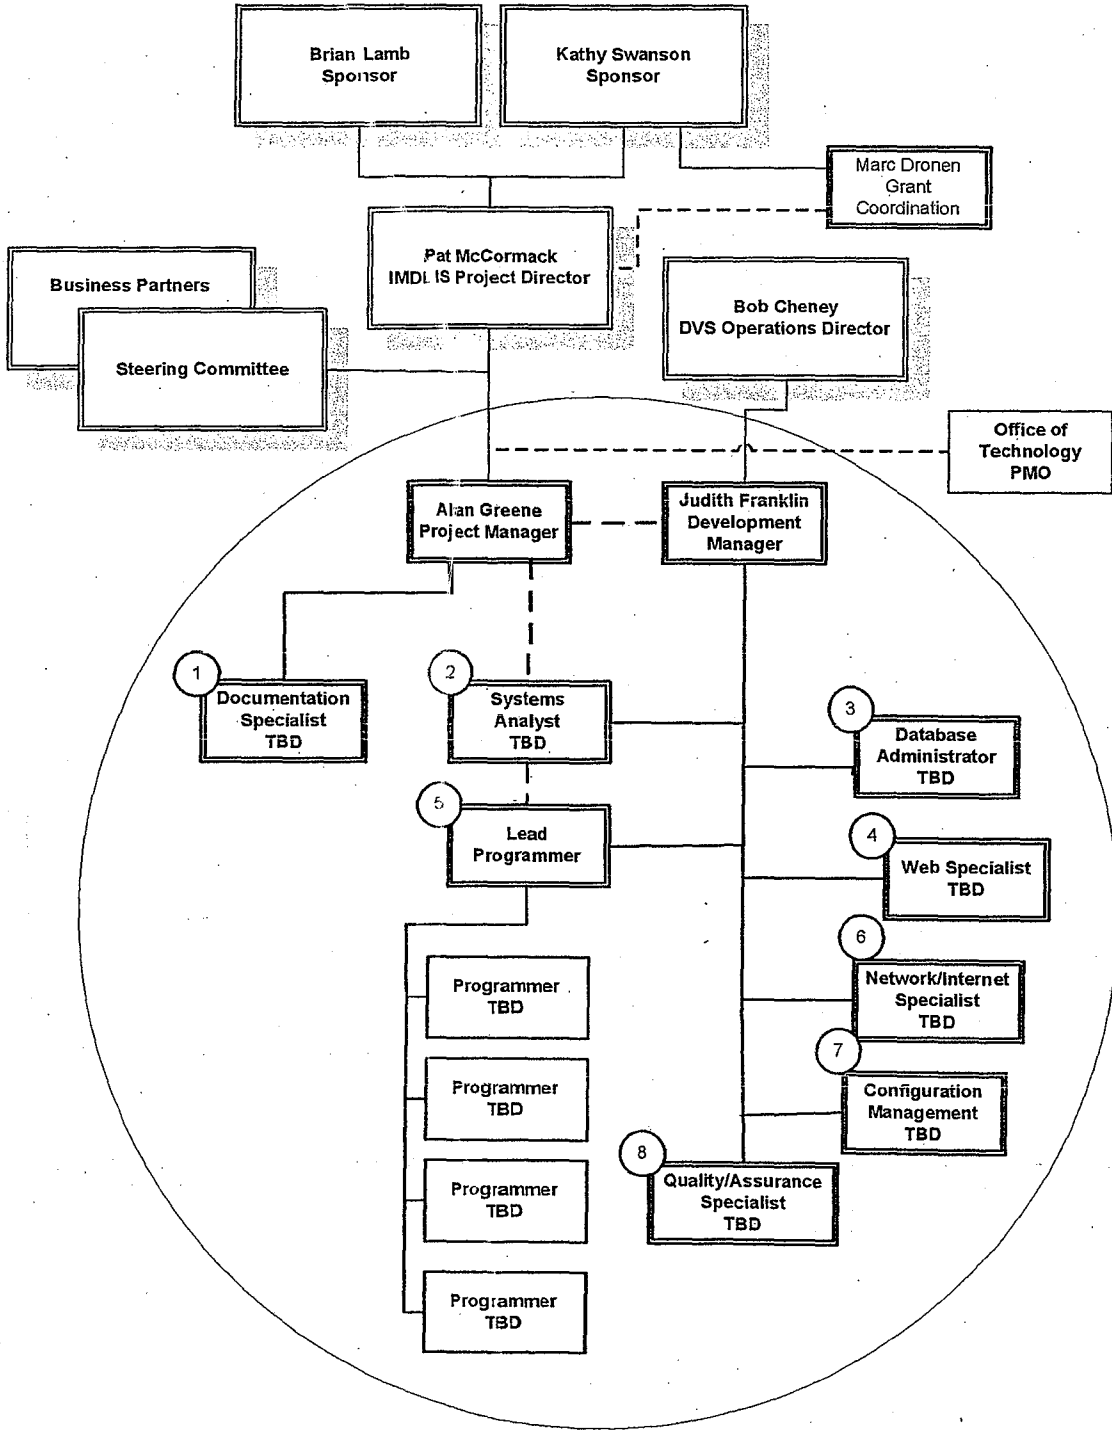 Brian Lamb
Sponsor
Kathy Swanson
Sponsor
Marc Dronen
Grant
Coordination
Pat McCormack
IMDLIS Project Director
Business Partners
Steering Committee
Bob Cheney
DVS Operations Director
Office of
Technology
PMO
Alan Greene
Project Manager
Judith Franklin
Development
Manager
1
Documentation
Specialist
TBD
2
Systems
Analyst
TBD
3
Database
Administrator
TBD
5
Lead
Programmer
4
Web Specialist
TBD
6
Network/Internet
Specialist
TBD
Programmer
TBD
7
Configuration
Management
TBD
Programmer
TBD
8
Quality/Assurance
Specialist
TBD
Programmer
TBD
Programmer
TBD